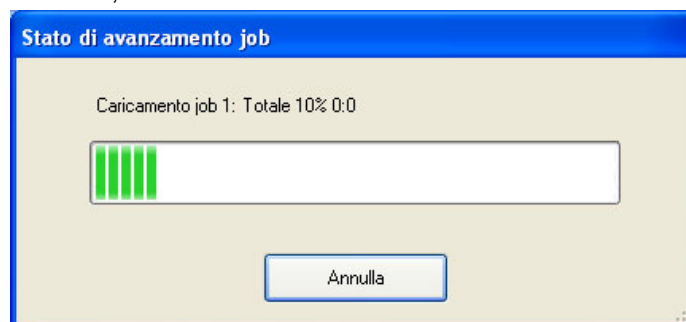 Stato di avanzamento job
Caricamento job 1: Totale 10% 0:0
Annulla